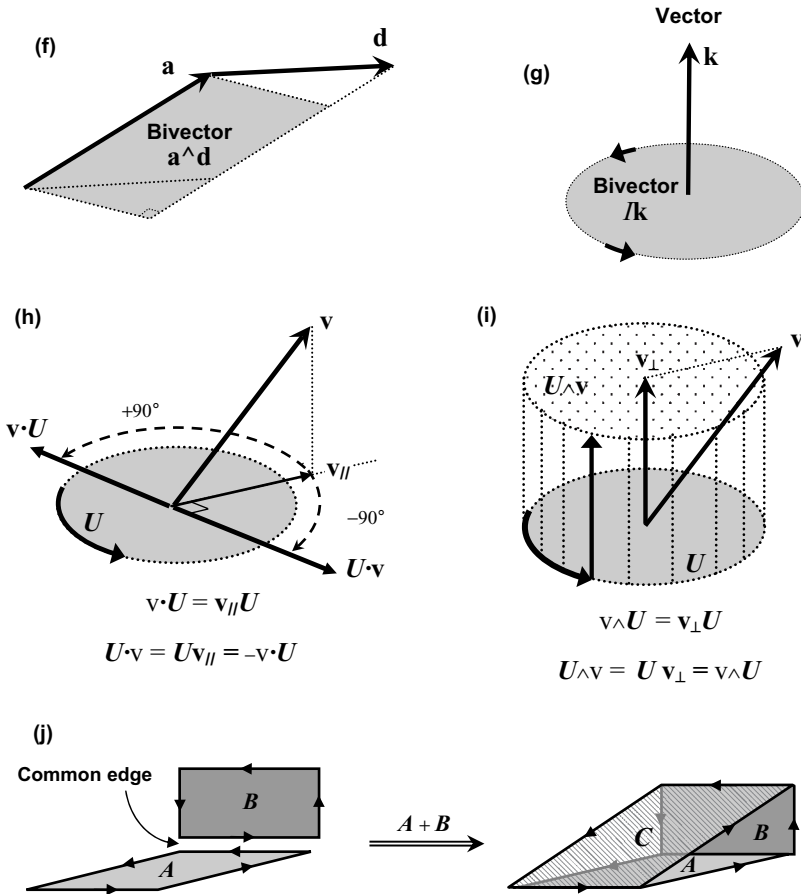 (f)
a
d
Bivector
a^d
Vector
k
(g)
Bivector
Ik
(h)
v
+90°
v·U
v//
−90°
U
U·v
v·U = v//U
U·v = Uv// = −v·U
(i)
v
v⊥
U∧v
U
v∧U = v⊥U
U∧v = U v⊥ = v∧U
(j)
Common edge
B
A
A + B
C
B
A